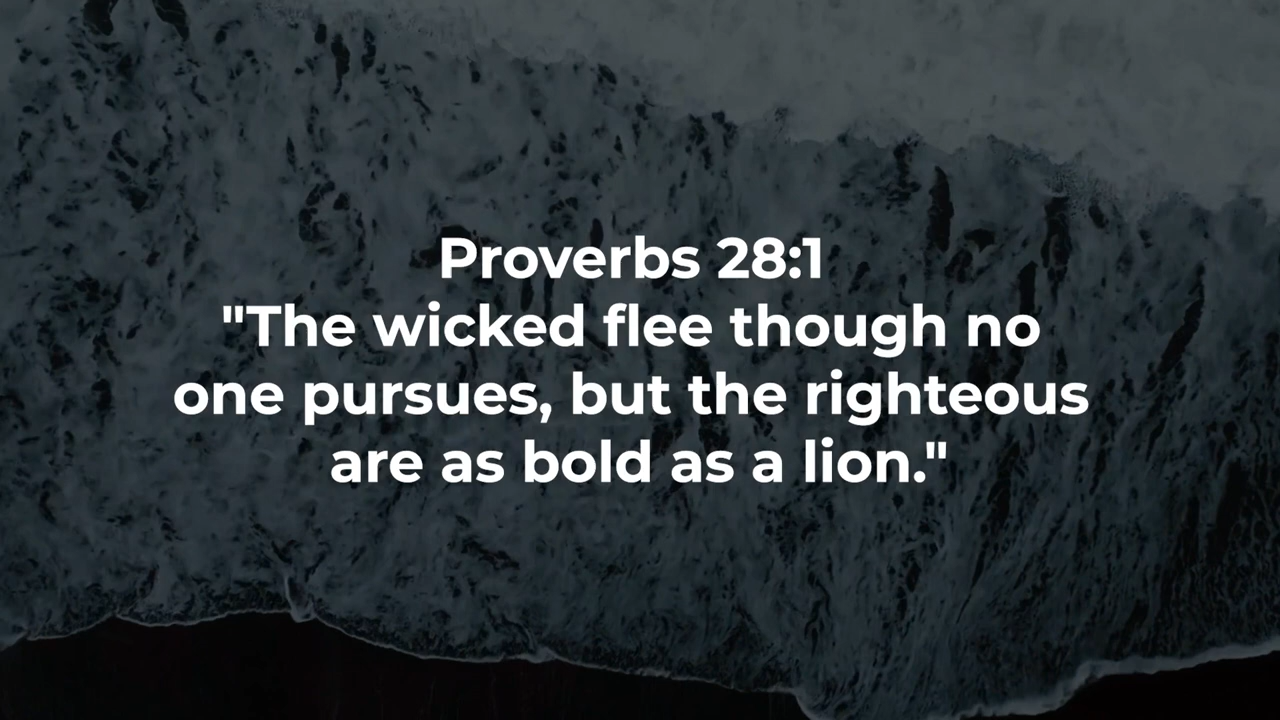 Proverbs 28:1
"The wicked flee though no
one pursues, but the righteous
are as bold as a lion."